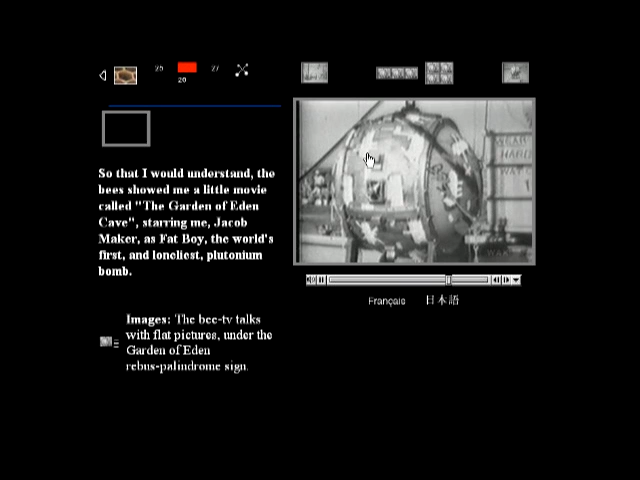 25
27
26
So that I would understand, the
bees showed me a little movie
called "The Garden of Eden
Cave", starring me, Jacob
Maker, as Fat Boy, the world's
first, and loneliest, plutonium
bomb.
WEAR
HARD
Français 日本語
Images: The bee-tv talks
with flat pictures, under the
Garden of Eden
rebus-palindrome sign.